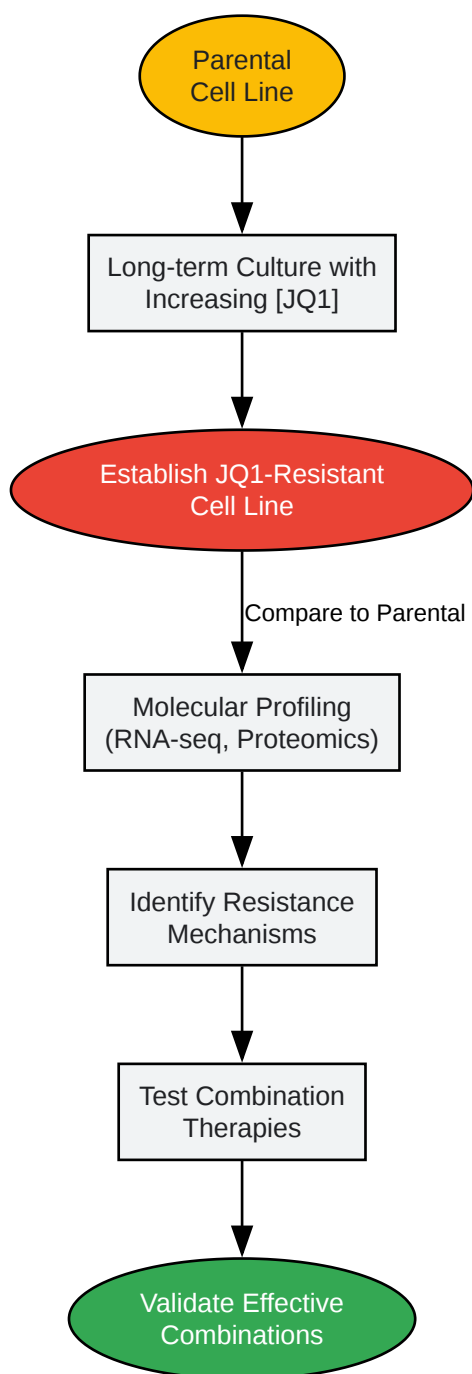 Parental
Cell Line
Long-term Culture with
Increasing [JQ1]
Establish JQ1-Resistant
Cell Line
Compare to Parental
Molecular Profiling
(RNA-seq, Proteomics)
Identify Resistance
Mechanisms
Test Combination
Therapies
Validate Effective
Combinations